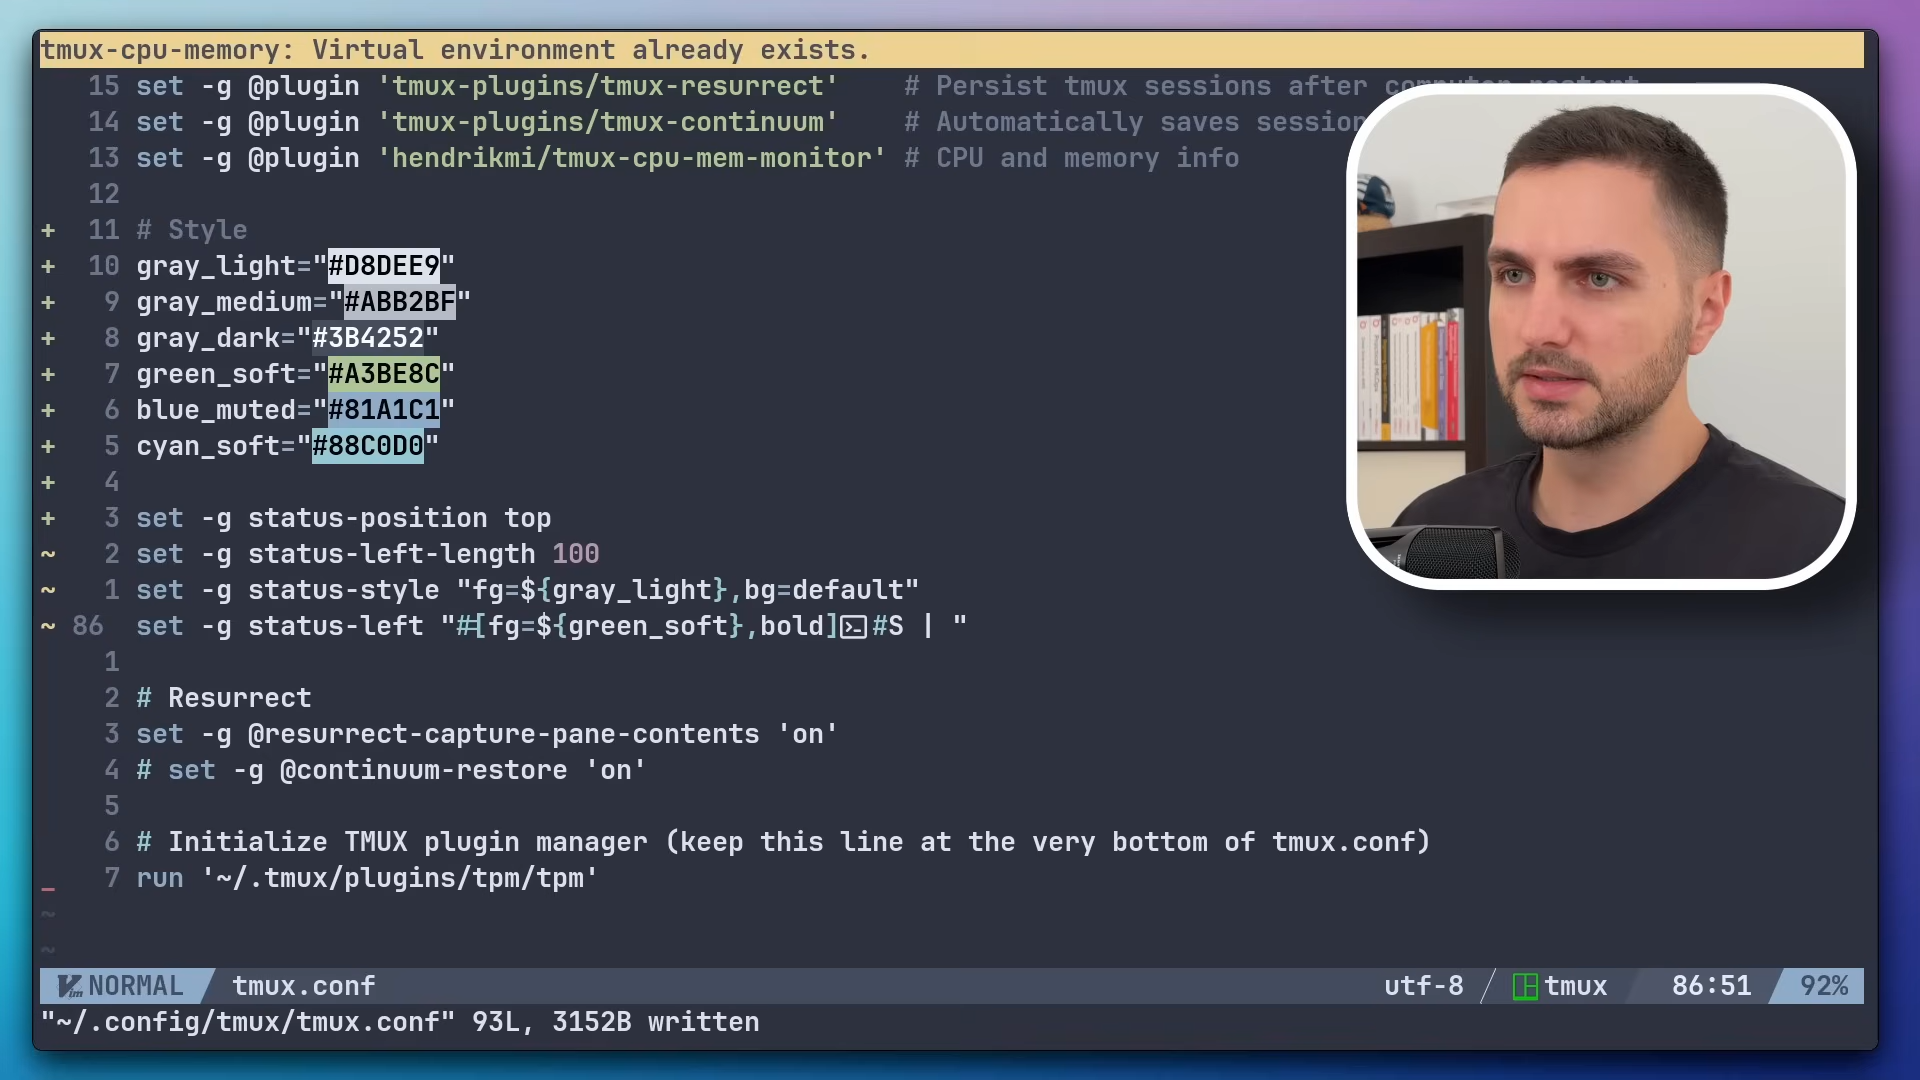 tmux-cpu-memory: Virtual environment already exists.
15 set -g @plugin 'tmux-plugins/tmux-resurrect' # Persist tmux sessions after computer restart
14 set -g @plugin 'tmux-plugins/tmux-continuum' # Automatically saves session
13 set -g @plugin 'hendrikmi/tmux-cpu-mem-monitor' # CPU and memory info
12
+ 11 # Style
+ 10 gray_light="#D8DEE9"
+ 9 gray_medium="#ABB2BF"
+ 8 gray_dark="#3B4252"
+ 7 green_soft="#A3BE8C"
+ 6 blue_muted="#81A1C1"
+ 5 cyan_soft="#88C0D0"
+ 4
+ 3 set -g status-position top
~ 2 set -g status-left-length 100
~ 1 set -g status-style "fg=${gray_light},bg=default"
~ 86 set -g status-left "#[fg=${green_soft},bold] #S | "
1
2 # Resurrect
3 set -g @resurrect-capture-pane-contents 'on'
4 # set -g @continuum-restore 'on'
5
6 # Initialize TMUX plugin manager (keep this line at the very bottom of tmux.conf)
_ 7 run '~/.tmux/plugins/tpm/tpm'
~
~
NORMAL tmux.conf utf-8 tmux 86:51 92%
"~/.config/tmux/tmux.conf" 93L, 3152B written